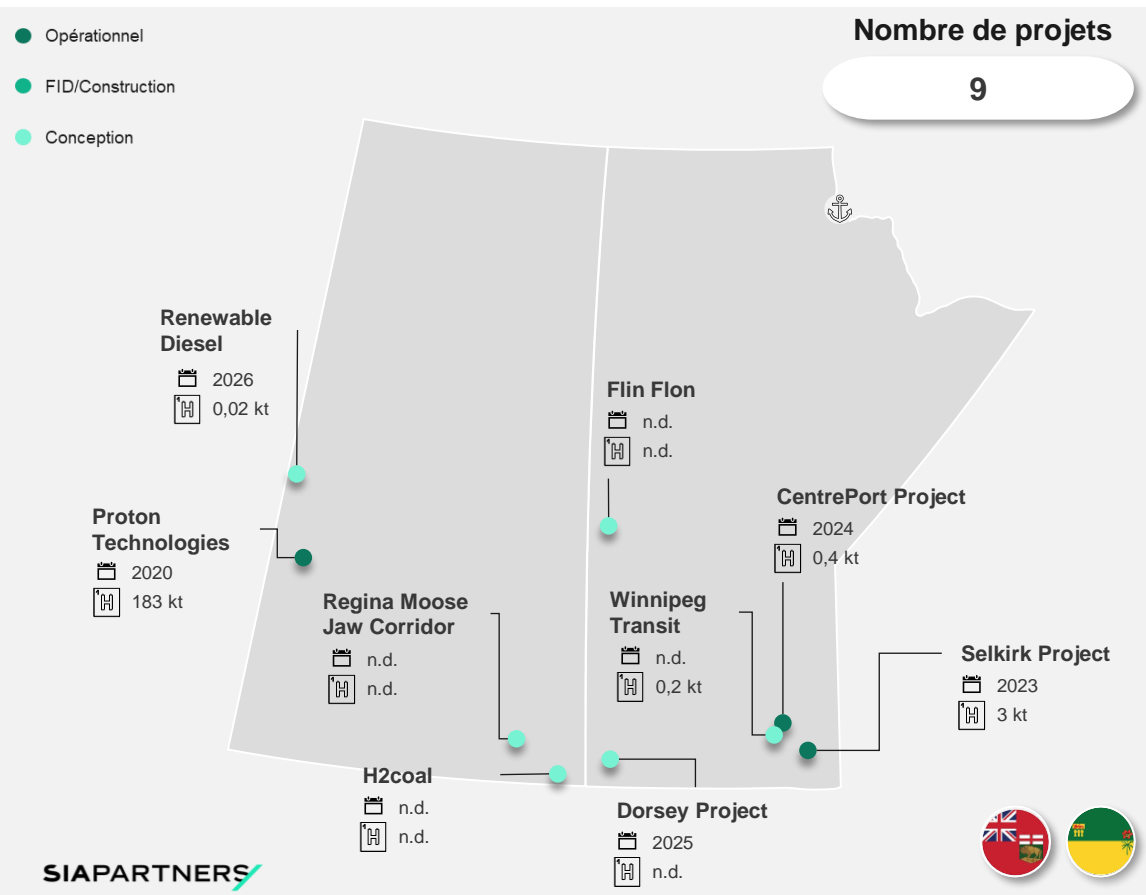 Opérationnel
FID/Construction
Conception
Nombre de projets
9
Renewable
Diesel
2026
H 0,02 kt
Flin Flon
n.d.
H n.d.
CentrePort Project
2024
H 0,4 kt
Proton
Technologies
2020
H 183 kt
Regina Moose
Jaw Corridor
n.d.
H n.d.
Winnipeg
Transit
n.d.
H 0,2 kt
Selkirk Project
2023
H 3 kt
H2coal
n.d.
H n.d.
Dorsey Project
2025
H n.d.
SIAPARTNERS